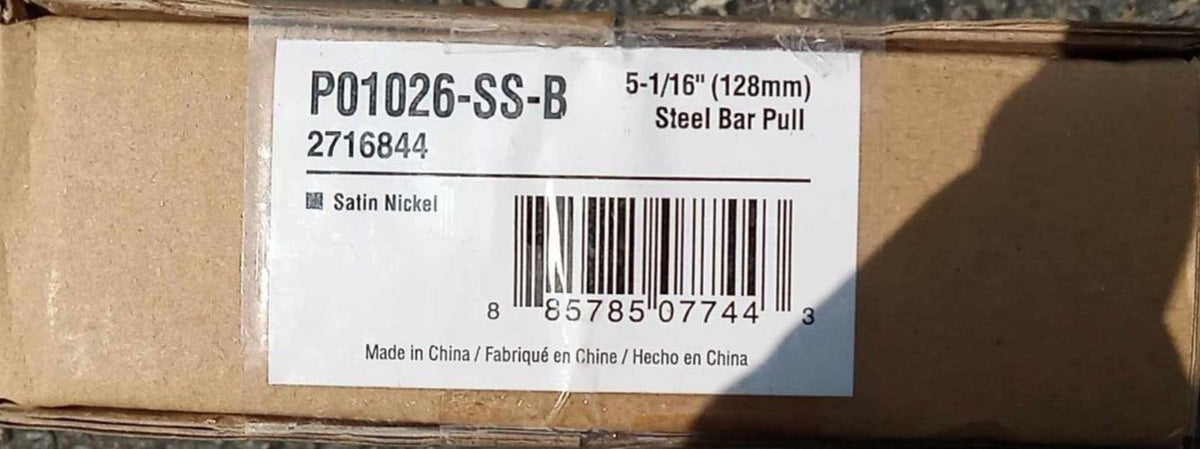 P01026-SS-B
2716844
5-1/16" (128mm)
Steel Bar Pull
Satin Nickel
8 85785 07744 3
Made in China / Fabriqué en Chine / Hecho en China